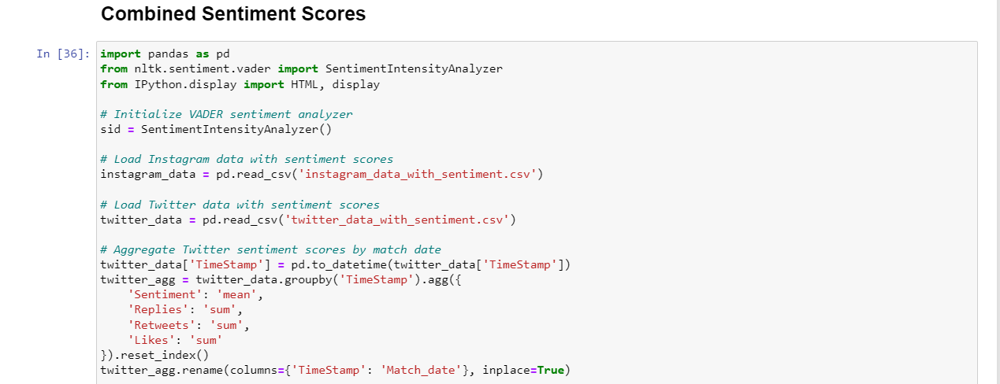 Combined Sentiment Scores
In [36]: import pandas as pd
from nltk.sentiment.vader import SentimentIntensityAnalyzer
from IPython.display import HTML, display
# Initialize VADER sentiment analyzer
sid = SentimentIntensityAnalyzer()
# Load Instagram data with sentiment scores
instagram_data = pd.read_csv('instagram_data_with_sentiment.csv')
# Load Twitter data with sentiment scores
twitter_data = pd.read_csv('twitter_data_with_sentiment.csv')
# Aggregate Twitter sentiment scores by match date
twitter_data['TimeStamp'] = pd.to_datetime(twitter_data['TimeStamp'])
twitter_agg = twitter_data.groupby('TimeStamp').agg({
    'Sentiment': 'mean',
    'Replies': 'sum',
    'Retweets': 'sum',
    'Likes': 'sum'
}).reset_index()
twitter_agg.rename(columns={'TimeStamp': 'Match_date'}, inplace=True)